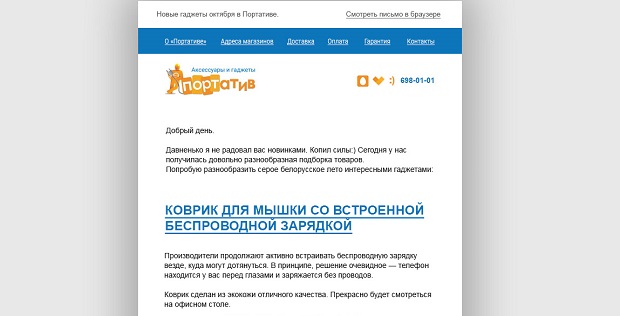 Новые гаджеты октября в Портативе.
Смотреть письмо в браузере
О «Портативе» Адреса магазинов Доставка Оплата Гарантия Контакты
Аксессуары и гаджеты
Портатив
:) 698-01-01
Добрый день.
Давненько я не радовал вас новинками. Копил силы:) Сегодня у нас
получилась довольно разнообразная подборка товаров.
Попробую разнообразить серое белорусское лето интересными гаджетами:
КОВРИК ДЛЯ МЫШКИ СО ВСТРОЕННОЙ
БЕСПРОВОДНОЙ ЗАРЯДКОЙ
Производители продолжают активно встраивать беспроводную зарядку
везде, куда могут дотянуться. В принципе, решение очевидное — телефон
находится у вас перед глазами и заряжается без проводов.
Коврик сделан из экокожи отличного качества. Прекрасно будет смотреться
на офисном столе.